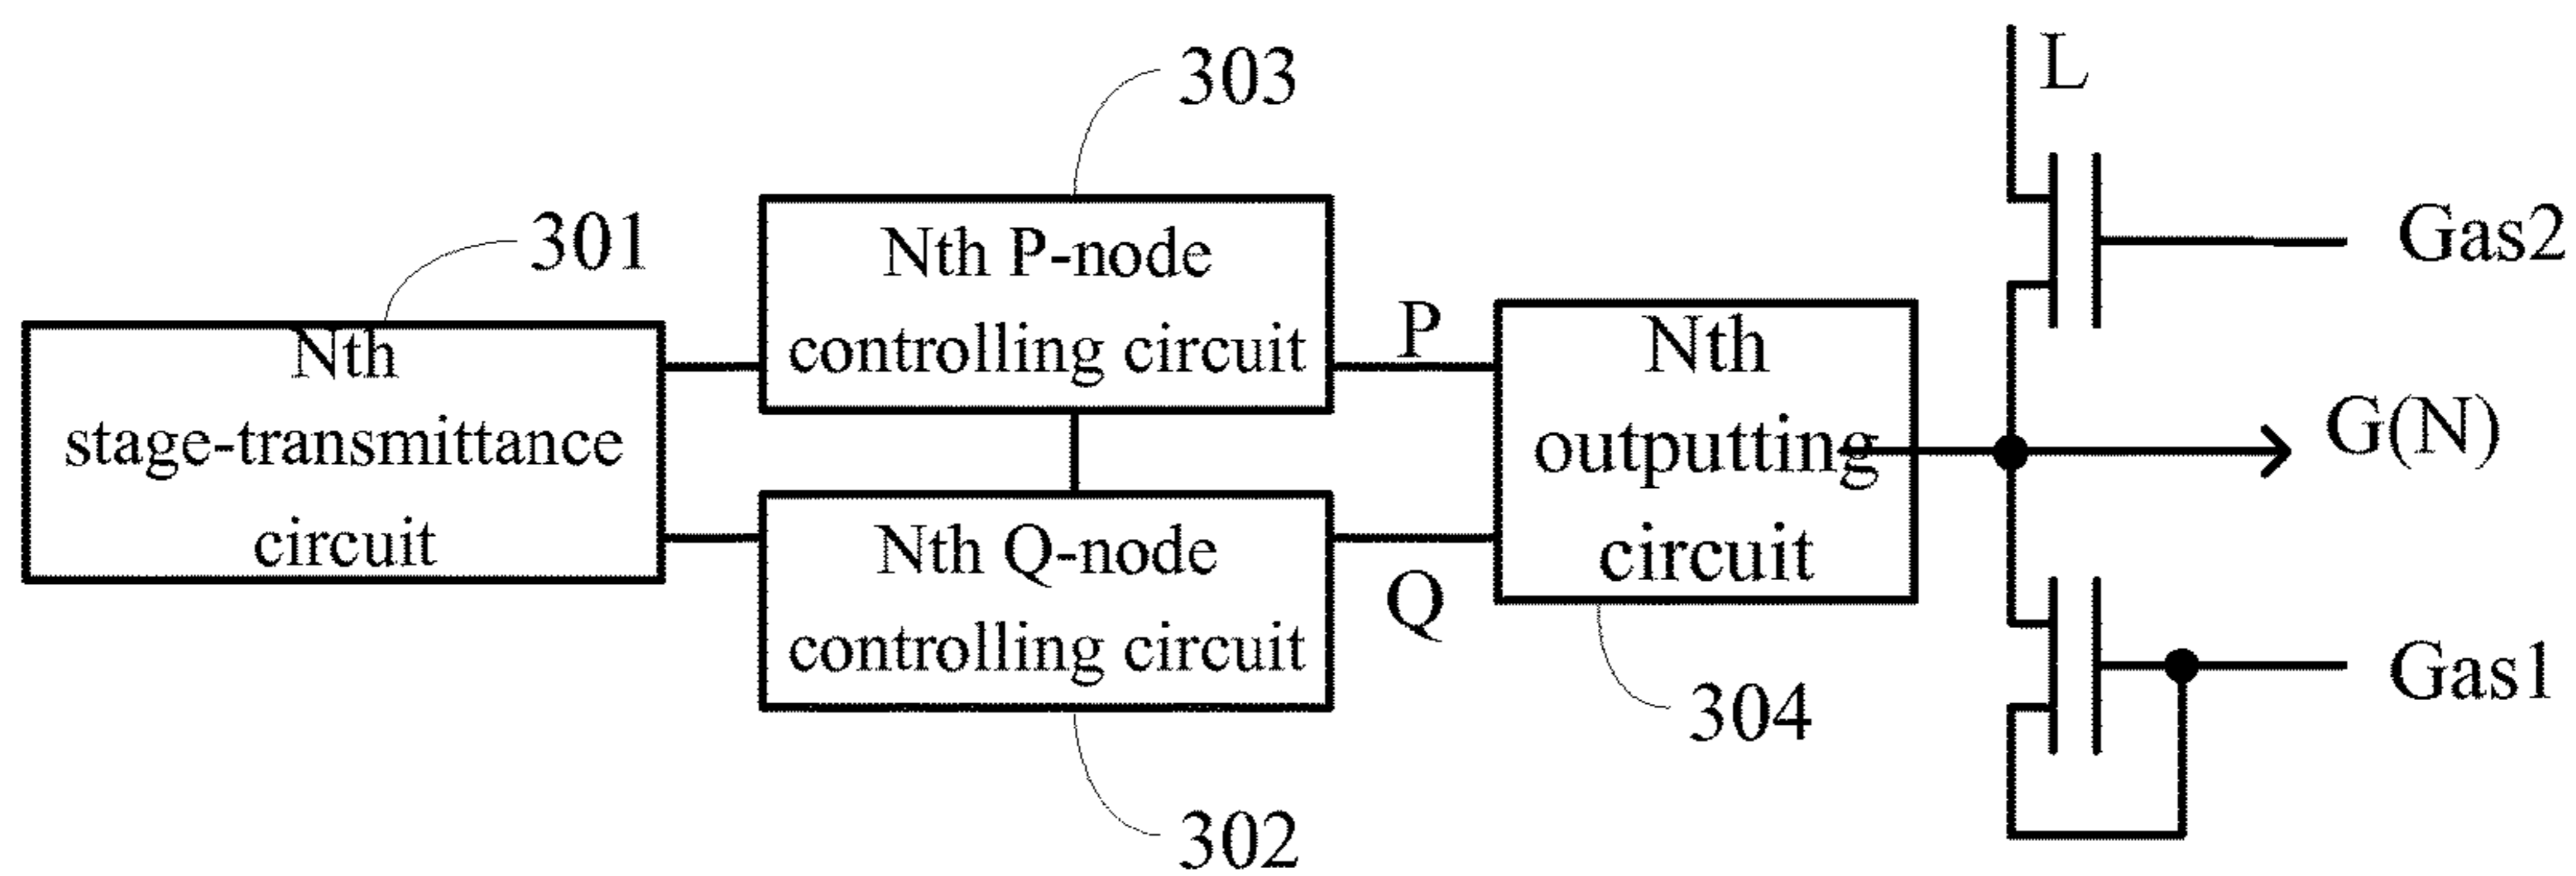 303
L
301
Nth P-node
controlling circuit
Gas2
Nth
stage-transmittance
circuit
P
Nth
outputting
circuit
G(N)
Nth Q-node
controlling circuit
Q
304
Gas1
302